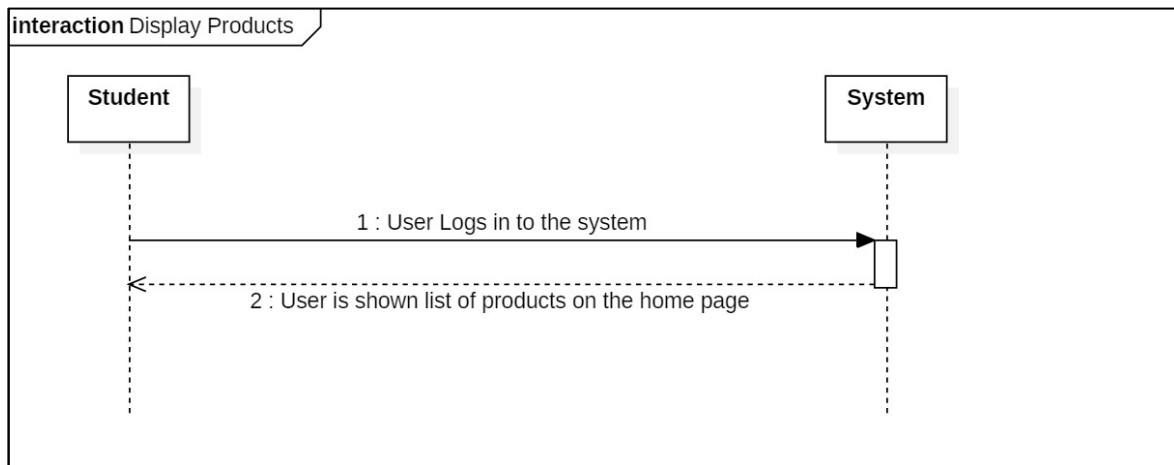 interaction Display Products
Student
System
1 : User Logs in to the system
2 : User is shown list of products on the home page